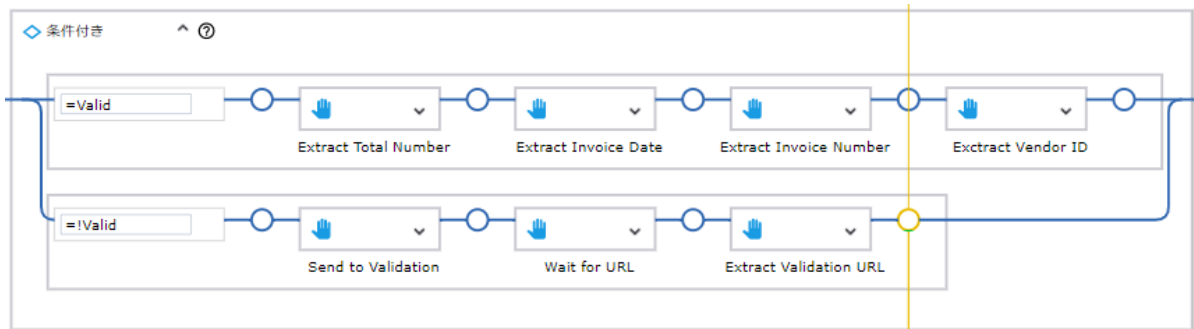 条件付き
=Valid
Extract Total Number
Extract Invoice Date
Extract Invoice Number
Exctract Vendor ID
=!Valid
Send to Validation
Wait for URL
Extract Validation URL